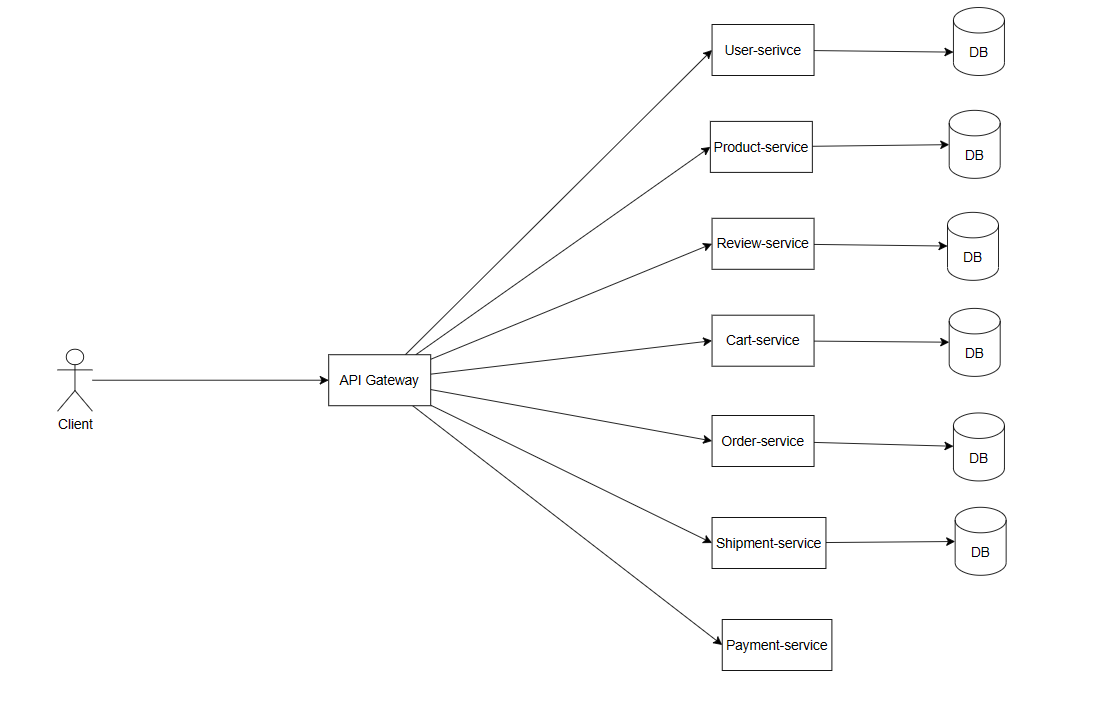 User-serivce
DB
Product-service
DB
Review-service
DB
Cart-service
DB
API Gateway
Client
Order-service
DB
Shipment-service
DB
Payment-service